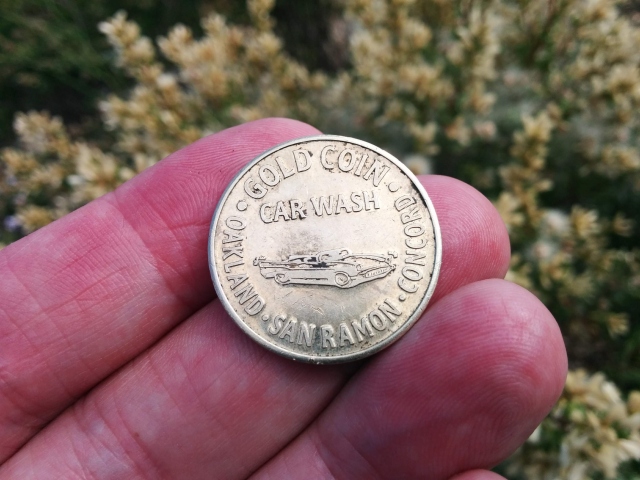 • GOLD COIN •
CAR WASH
OAKLAND • SAN RAMON • CONCORD